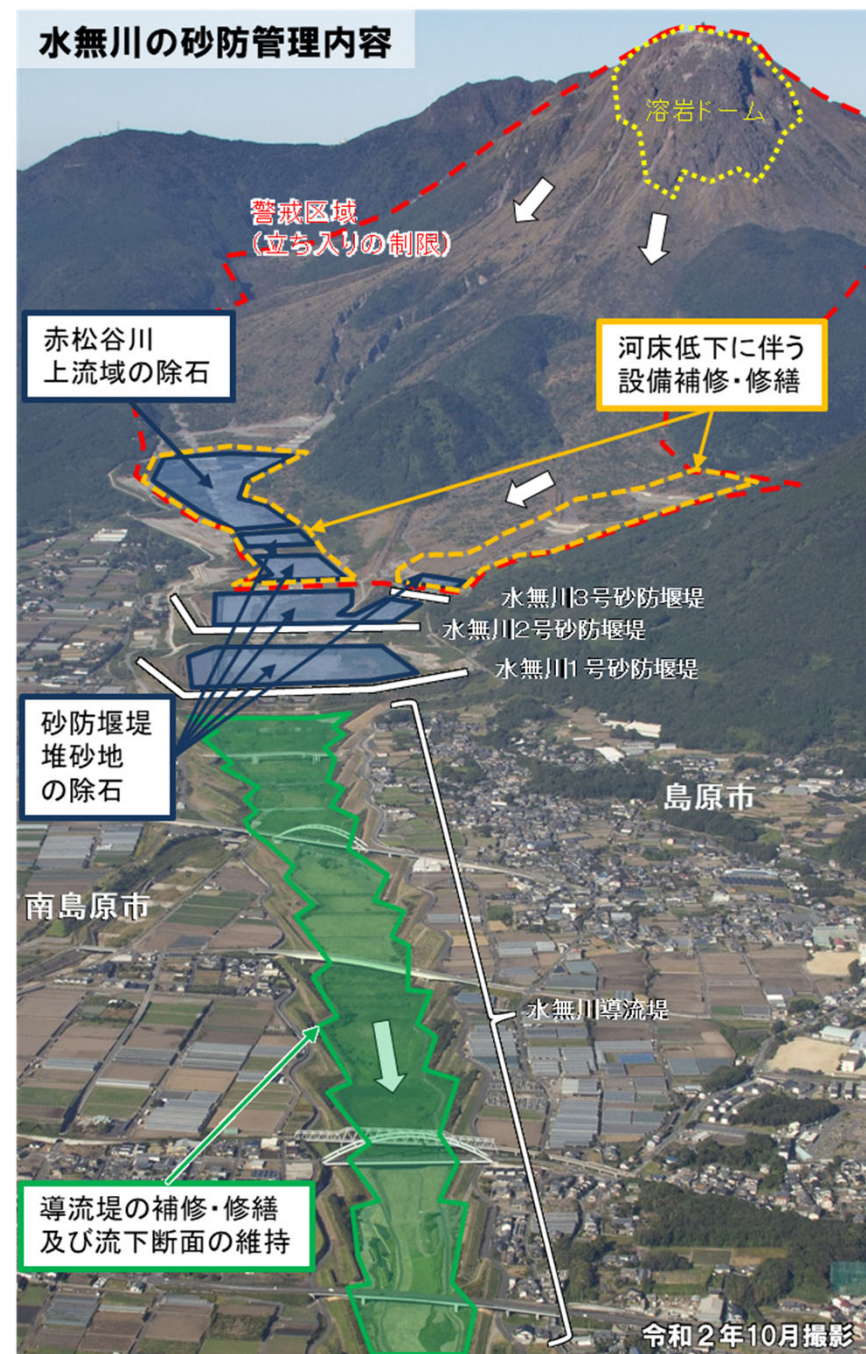 水無川の砂防管理内容
溶岩ドーム
警戒区域
(立ち入りの制限)
赤松谷川
上流域の除石
河床低下に伴う
設備補修・修繕
水無川3号砂防堰堤
水無川2号砂防堰堤
水無川1号砂防堰堤
砂防堰堤
堆砂地
の除石
島原市
南島原市
水無川導流堤
導流堤の補修・修繕
及び流下断面の維持
令和2年10月撮影